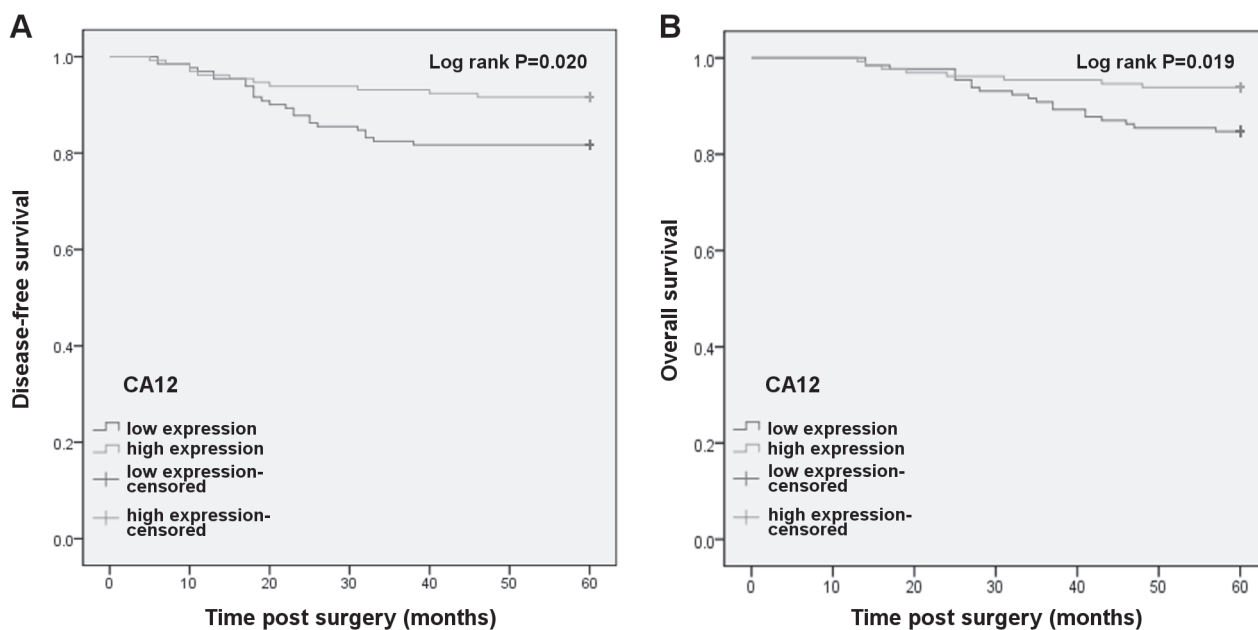 A
Log rank P=0.020
1.0
0.8
0.6
0.4
0.2
0.0
Disease-free survival
CA12
low expression
high expression
low expression-
censored
high expression-
censored
0 10 20 30 40 50 60
Time post surgery (months)
B
Log rank P=0.019
1.0
0.8
0.6
0.4
0.2
0.0
Overall survival
CA12
low expression
high expression
low expression-
censored
high expression-
censored
0 10 20 30 40 50 60
Time post surgery (months)